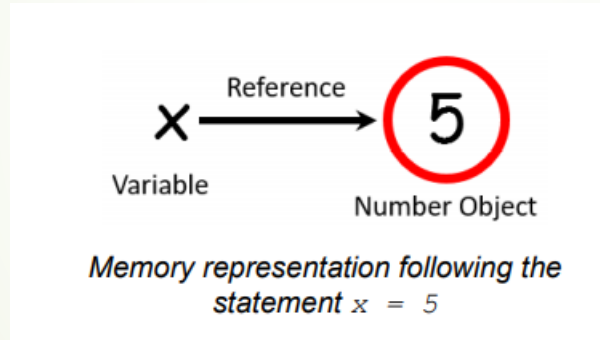 Reference
x
5
Variable
Number Object
Memory representation following the
statement x = 5